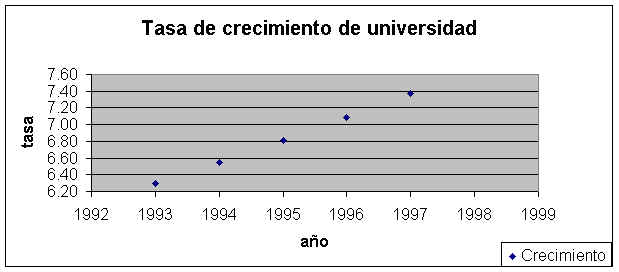 Tasa de crecimiento de universidad
7.60
7.40
7.20
7.00
6.80
6.60
6.40
6.20
tasa
1992 1993 1994 1995 1996 1997 1998 1999
año
Crecimiento